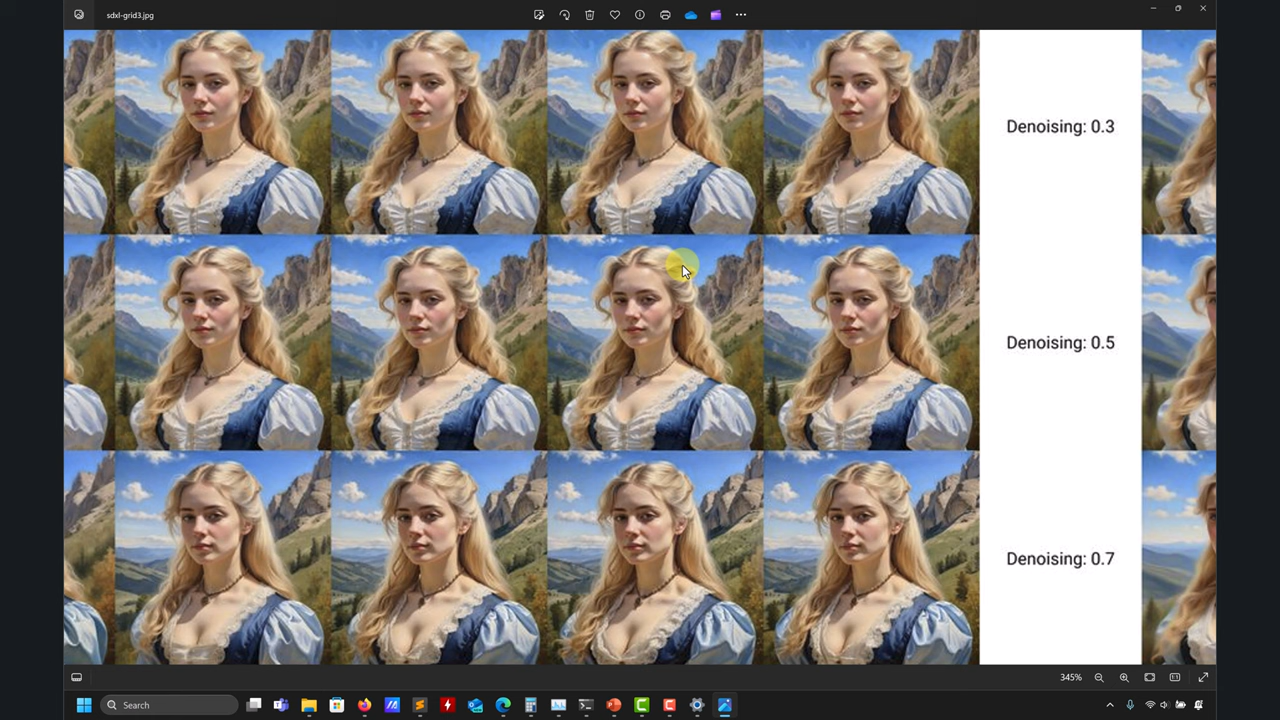 sdxl-grid3.jpg
Denoising: 0.3
Denoising: 0.5
Denoising: 0.7
345%
Search